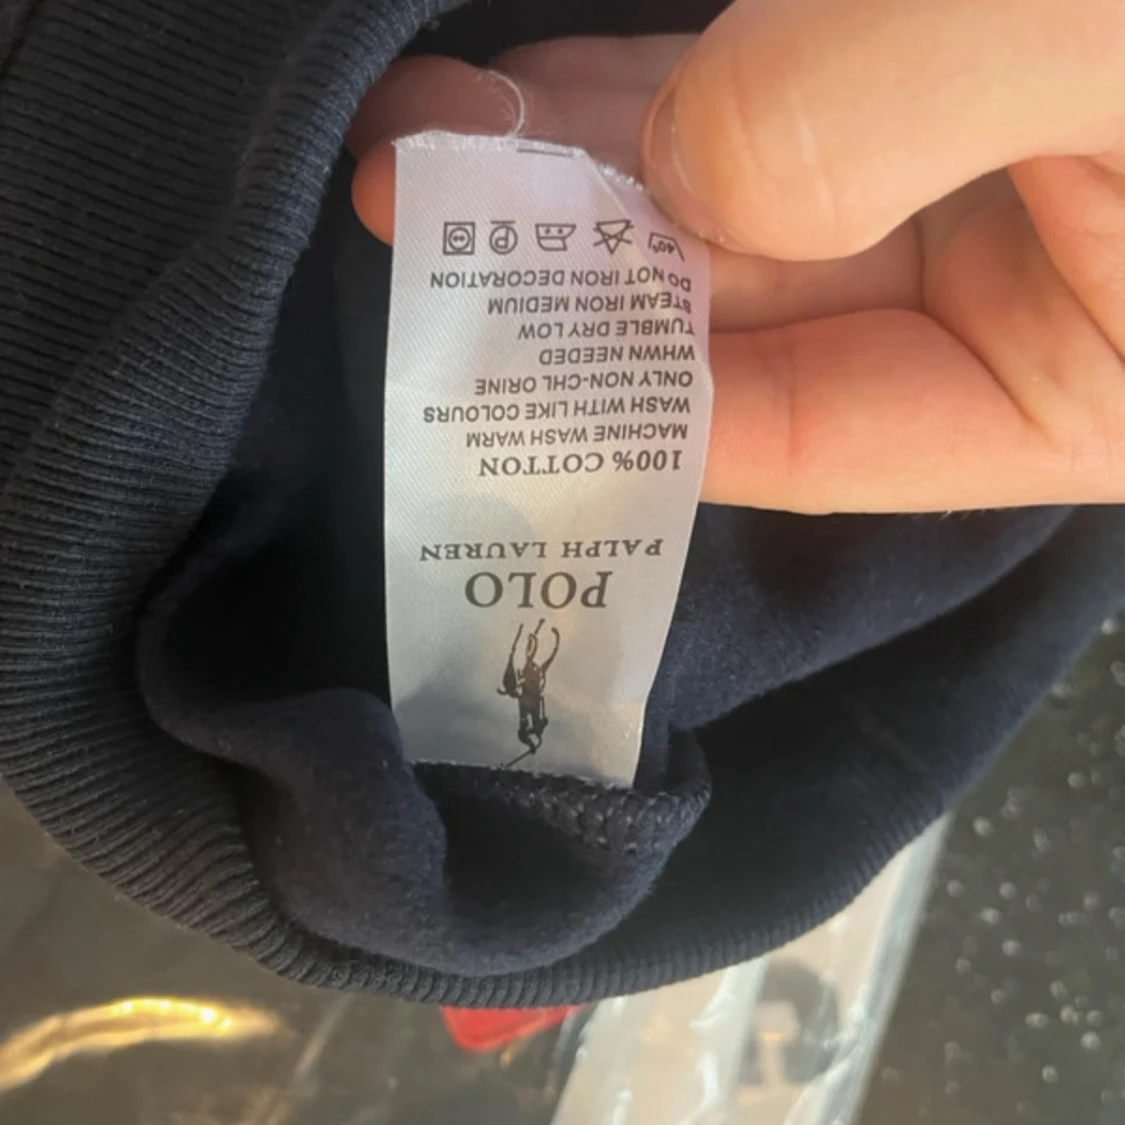 POLO
RALPH LAUREN
100% COTTON
MACHINE WASH WARM
WASH WITH LIKE COLOURS
ONLY NON-CHL ORINE
WHWN NEEDED
TUMBLE DRY LOW
STEAM IRON MEDIUM
DO NOT IRON DECORATION
40° P